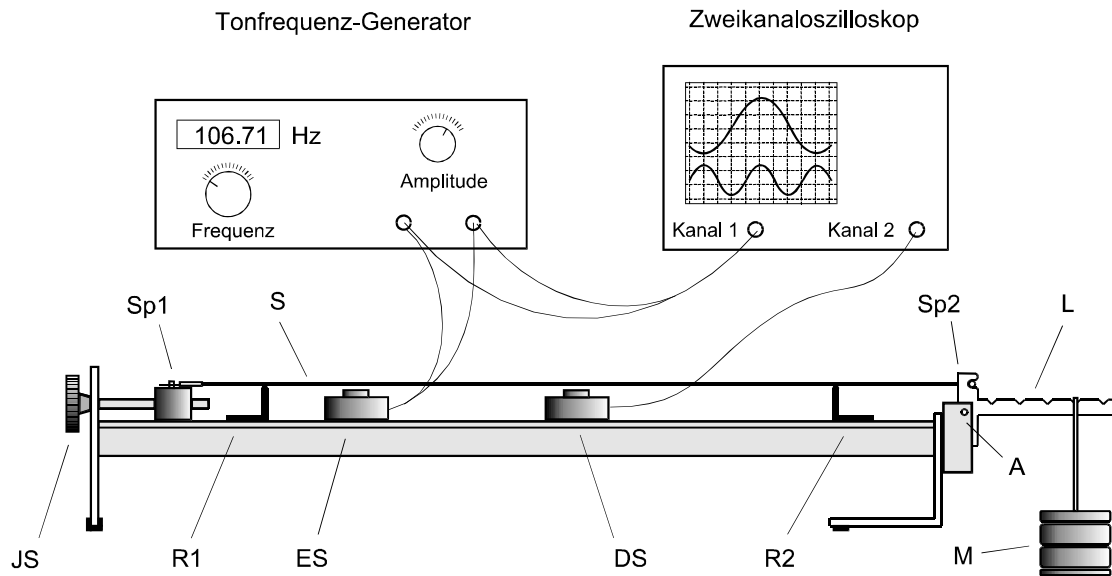 Tonfrequenz-Generator
Zweikanaloszilloskop
106.71 Hz
Amplitude
Frequenz
Kanal 1
Kanal 2
Sp1
S
Sp2
L
JS
R1
ES
DS
R2
A
M